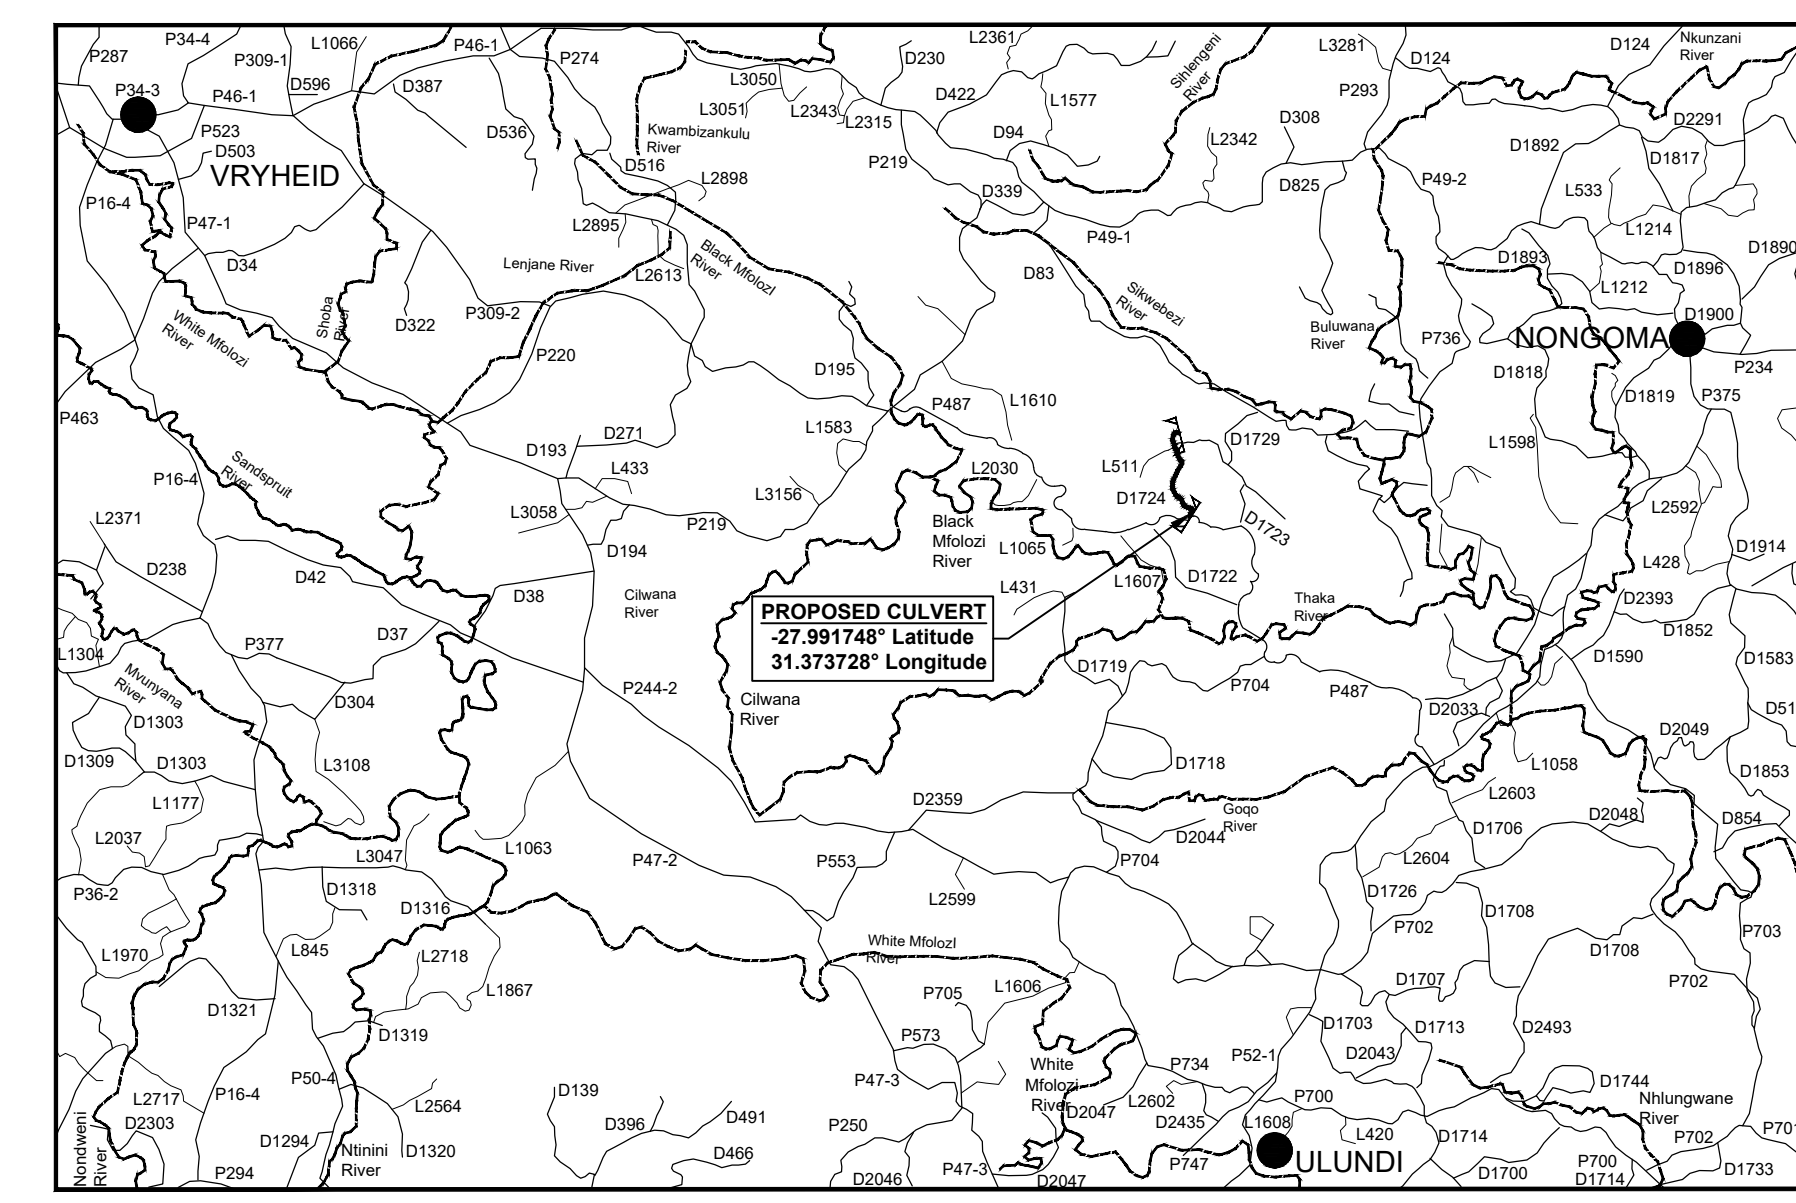 P287
P34-4
P309-1
L1066
P46-1
P274
D230
L2361
Sihlengeni
River
L3281
D124
D124
Nkunzani
River
P34-3
P46-1
D596
D387
L3050
L3051
L2343
L2315
D422
L1577
P293
P523
D503
D536
Kwambizankulu
River
D516
L2898
P219
D94
L2342
D308
D825
D1892
D2291
D1817
VRYHEID
P16-4
P47-1
D34
L2895
L2613
Lenjane River
Black Mfolozl
River
D339
P49-1
D83
P49-2
L533
L1214
D1893
D1896
D1890
L1212
D1900
White Mfolozi
River
Shoba
River
D322
P309-2
P220
D195
Sikwebezi
River
Buluwana
River
P736
NONGOMA
P234
P463
D193
D271
L1583
P487
L1610
D1729
D1818
D1819
P375
L1598
P16-4
Sandspruit
River
L433
L3156
L2030
L511
D1724
L2371
L3058
P219
Black
Mfolozi
River
L1065
D1723
L2592
D238
D42
D194
D38
Cilwana
River
L431
L1607
D1722
Thaka
River
L428
D1914
D2393
D1852
PROPOSED CULVERT
-27.991748° Latitude
31.373728° Longitude
L1304
P377
D37
Mvunyana
River
D304
P244-2
Cilwana
River
D1719
P704
P487
D2033
D1590
D1583
D1303
D51
D1309
D1303
L3108
D1718
D2049
L1058
D1853
L1177
D2359
Goqo
River
L2603
L2037
L3047
L1063
P47-2
P553
D2044
P704
D1706
L2604
D2048
D854
P36-2
D1318
D1316
L2599
D1726
D1708
L1970
L845
L2718
White Mfolozl
River
P702
D1708
P703
L1867
P705
L1606
D1707
P702
D1321
D1319
P573
D1703
D1713
D2493
P50-4
P47-3
White
Mfolozi
River
P734
P52-1
D2043
L2717
P16-4
L2564
D139
D2047
L2602
P700
D1744
Nhlungwane
River
D2303
D396
D491
P250
D2435
L1608
L420
D1714
P702
P701
Nondweni
River
D1294
Ntinini
River
D1320
D466
P47-3
P747
ULUNDI
D1700
P700
D1714
D1733
P294
D2046
D2047